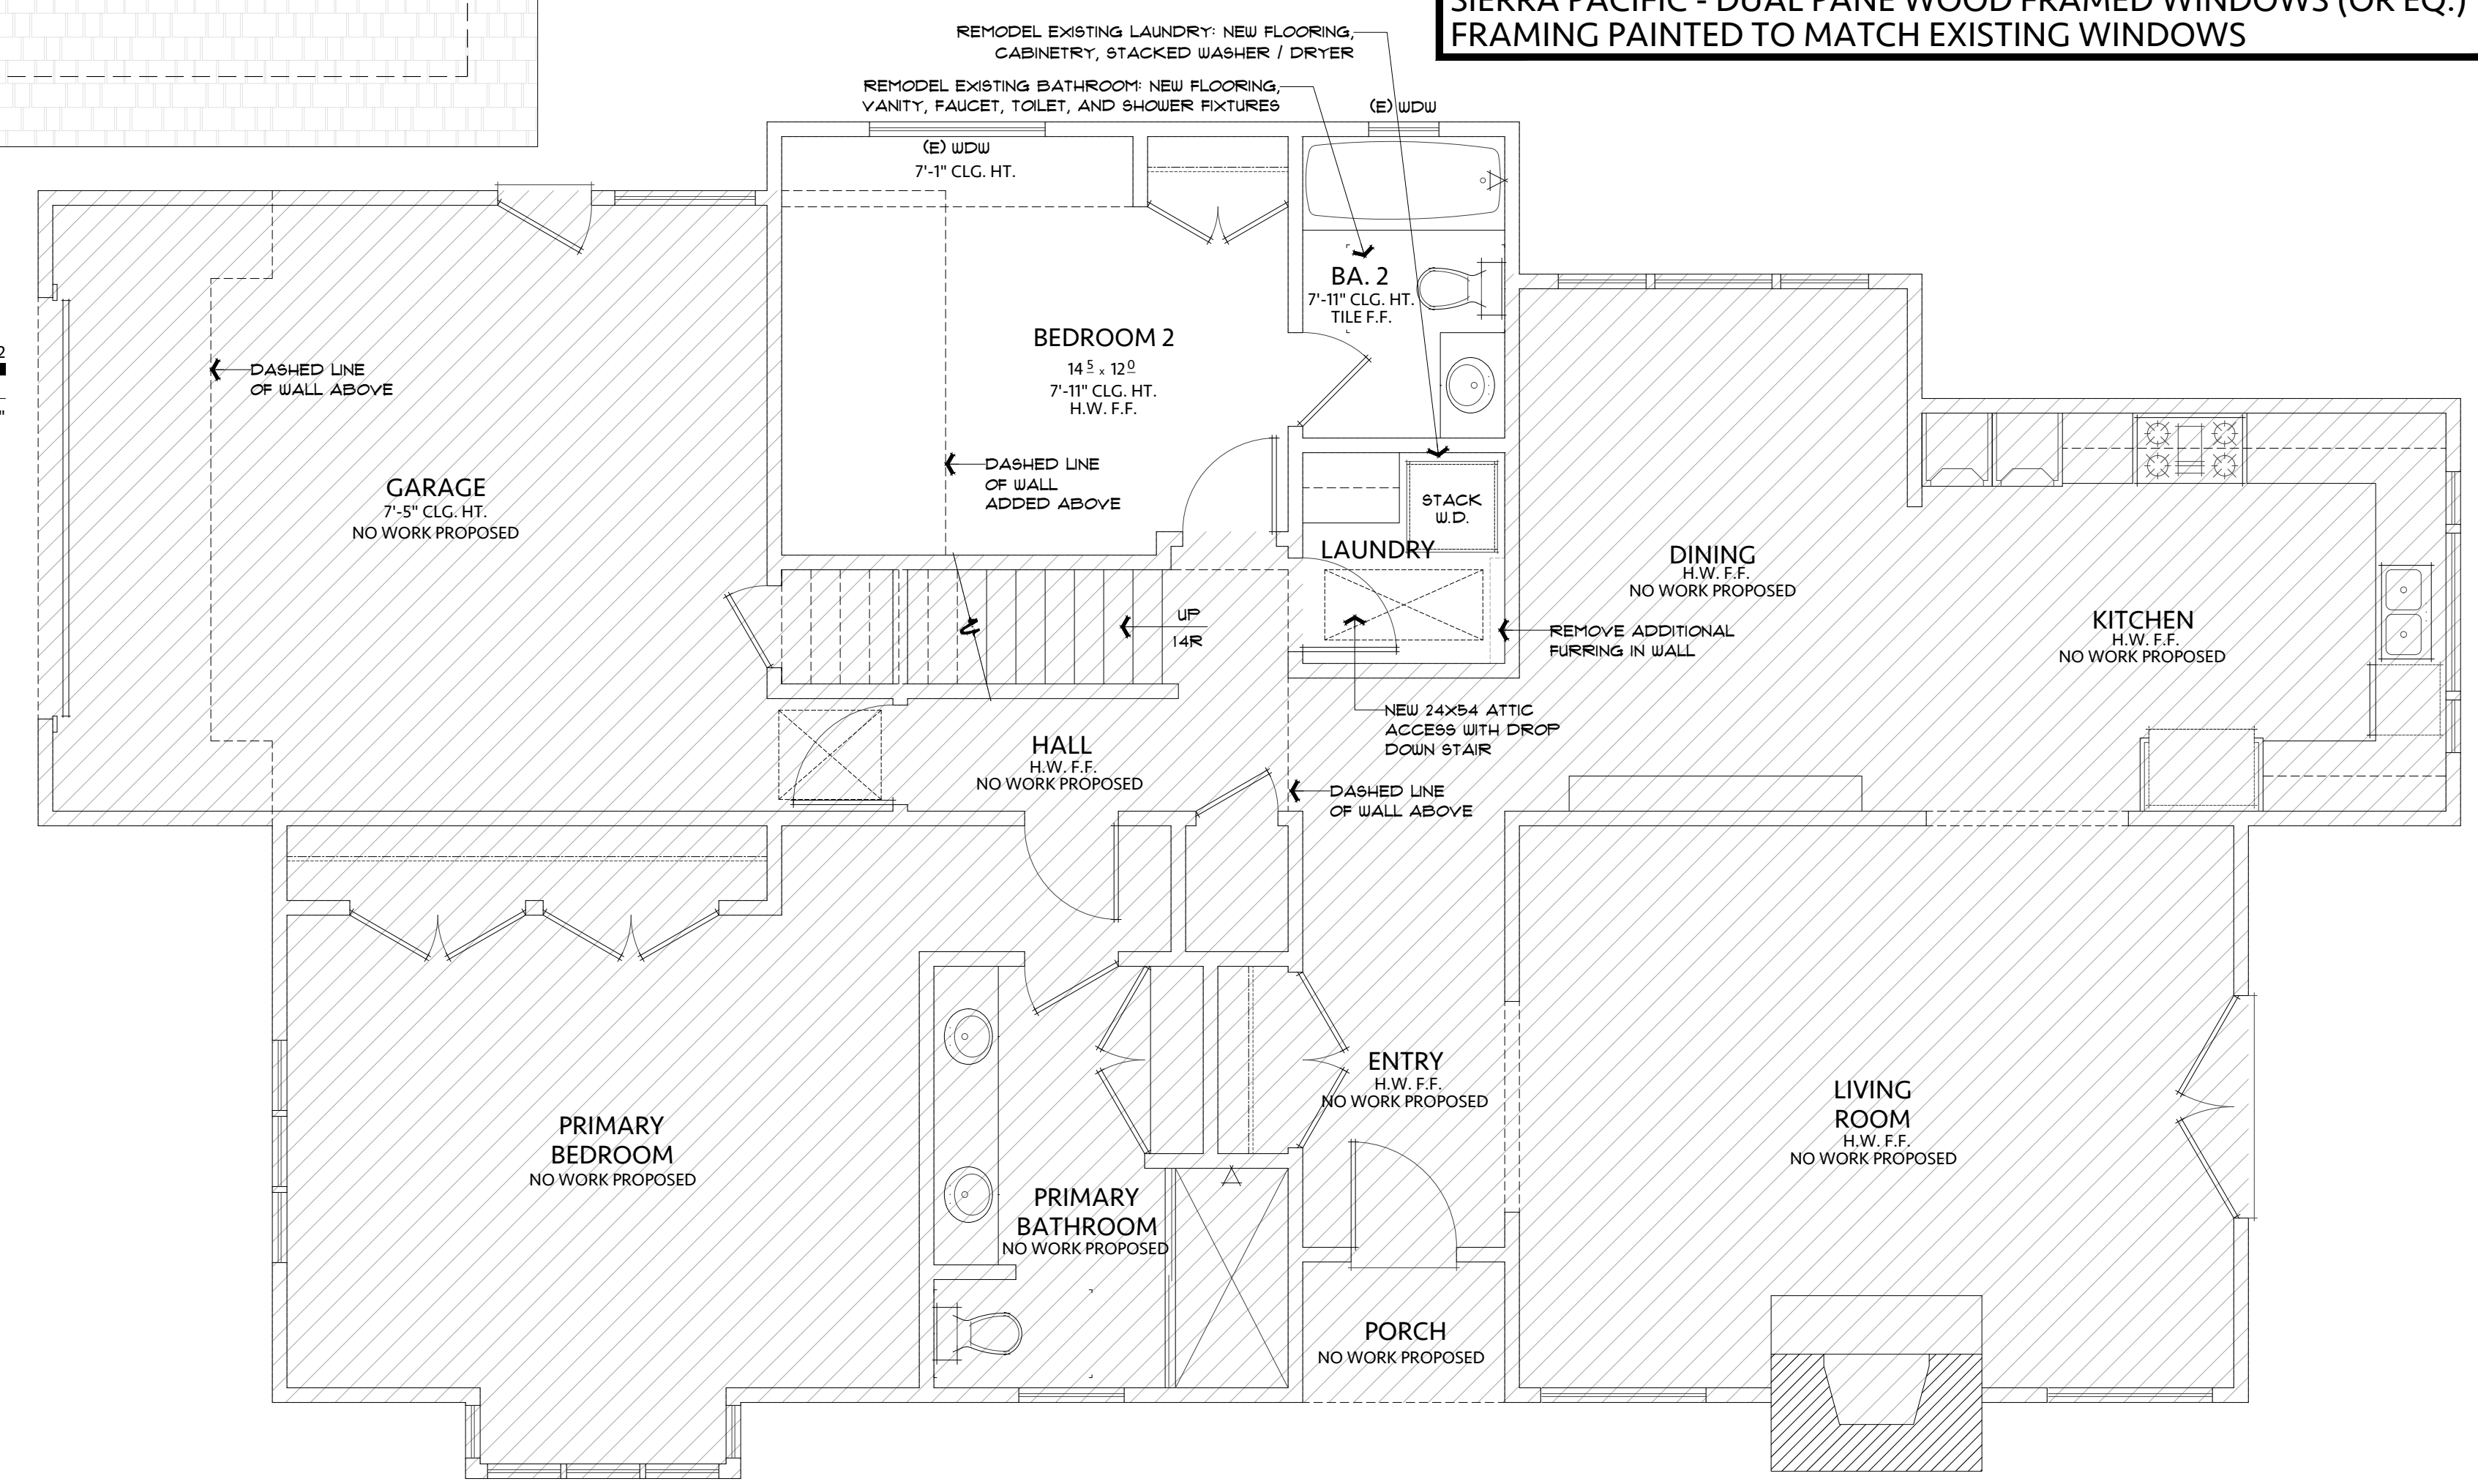 SIERRA PACIFIC - DUAL PANE WOOD FRAMED WINDOWS (OR EQ.)
FRAMING PAINTED TO MATCH EXISTING WINDOWS
REMODEL EXISTING LAUNDRY: NEW FLOORING,
CABINETRY, STACKED WASHER / DRYER
REMODEL EXISTING BATHROOM: NEW FLOORING,
VANITY, FAUCET, TOILET, AND SHOWER FIXTURES
(E) WDW
(E) WDW
7'-1" CLG. HT.
BA. 2
7'-11" CLG. HT.
TILE F.F.
BEDROOM 2
14 5 x 12 0
7'-11" CLG. HT.
H.W. F.F.
2
"
DASHED LINE
OF WALL ABOVE
DASHED LINE
OF WALL
ADDED ABOVE
GARAGE
7'-5" CLG. HT.
NO WORK PROPOSED
STACK
W.D.
LAUNDRY
DINING
H.W. F.F.
NO WORK PROPOSED
UP
14R
REMOVE ADDITIONAL
FURRING IN WALL
KITCHEN
H.W. F.F.
NO WORK PROPOSED
NEW 24X54 ATTIC
ACCESS WITH DROP
DOWN STAIR
HALL
H.W. F.F.
NO WORK PROPOSED
DASHED LINE
OF WALL ABOVE
ENTRY
H.W. F.F.
NO WORK PROPOSED
LIVING
ROOM
H.W. F.F.
NO WORK PROPOSED
PRIMARY
BEDROOM
NO WORK PROPOSED
PRIMARY
BATHROOM
NO WORK PROPOSED
PORCH
NO WORK PROPOSED